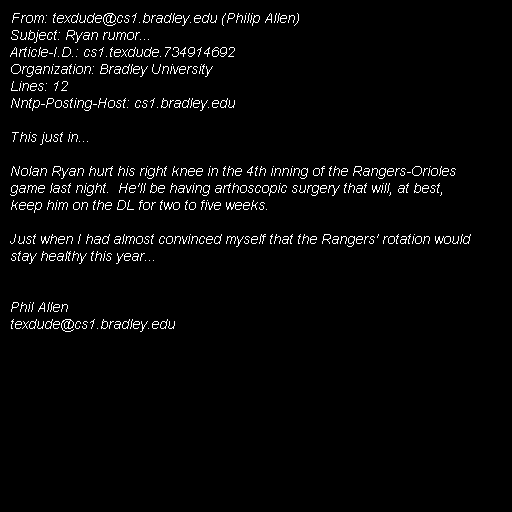 From: texdude@cs1.bradley.edu (Philip Allen)
Subject: Ryan rumor...
Article-I.D.: cs1.texdude.734914692
Organization: Bradley University
Lines: 12
Nntp-Posting-Host: cs1.bradley.edu

This just in...

Nolan Ryan hurt his right knee in the 4th inning of the Rangers-Orioles
game last night.  He'll be having arthoscopic surgery that will, at best,
keep him on the DL for two to five weeks.

Just when I had almost convinced myself that the Rangers' rotation would
stay healthy this year...

Phil Allen
texdude@cs1.bradley.edu